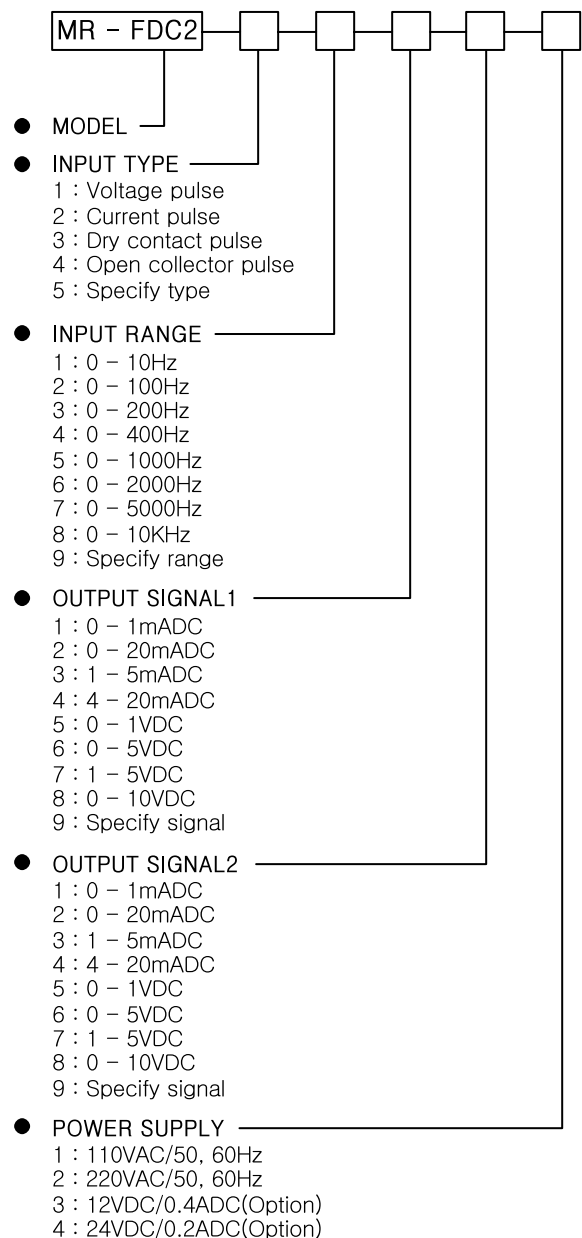 MR - FDC2
● MODEL
● INPUT TYPE
1 : Voltage pulse
2 : Current pulse
3 : Dry contact pulse
4 : Open collector pulse
5 : Specify type
● INPUT RANGE
1 : 0 - 10Hz
2 : 0 - 100Hz
3 : 0 - 200Hz
4 : 0 - 400Hz
5 : 0 - 1000Hz
6 : 0 - 2000Hz
7 : 0 - 5000Hz
8 : 0 - 10KHz
9 : Specify range
● OUTPUT SIGNAL1
1 : 0 - 1mADC
2 : 0 - 20mADC
3 : 1 - 5mADC
4 : 4 - 20mADC
5 : 0 - 1VDC
6 : 0 - 5VDC
7 : 1 - 5VDC
8 : 0 - 10VDC
9 : Specify signal
● OUTPUT SIGNAL2
1 : 0 - 1mADC
2 : 0 - 20mADC
3 : 1 - 5mADC
4 : 4 - 20mADC
5 : 0 - 1VDC
6 : 0 - 5VDC
7 : 1 - 5VDC
8 : 0 - 10VDC
9 : Specify signal
● POWER SUPPLY
1 : 110VAC/50, 60Hz
2 : 220VAC/50, 60Hz
3 : 12VDC/0.4ADC(Option)
4 : 24VDC/0.2ADC(Option)